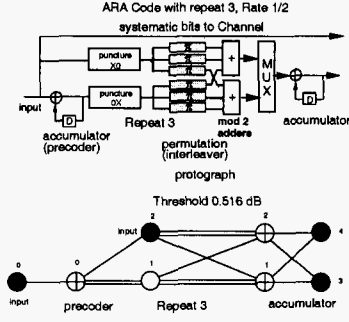 ARA Code with repeat 3, Rate 1/2
systematic bits to Channel
puncture
X0
+
M
U
X
input
puncture
0X
+
D
D
accumulator
(precoder)
Repeat 3
mod 2
adders
accumulator
permutation
(interleaver)
protograph
Threshold 0.516 dB
input
2
2
4
0
0
1
1
3
input
precoder
Repeat 3
accumulator